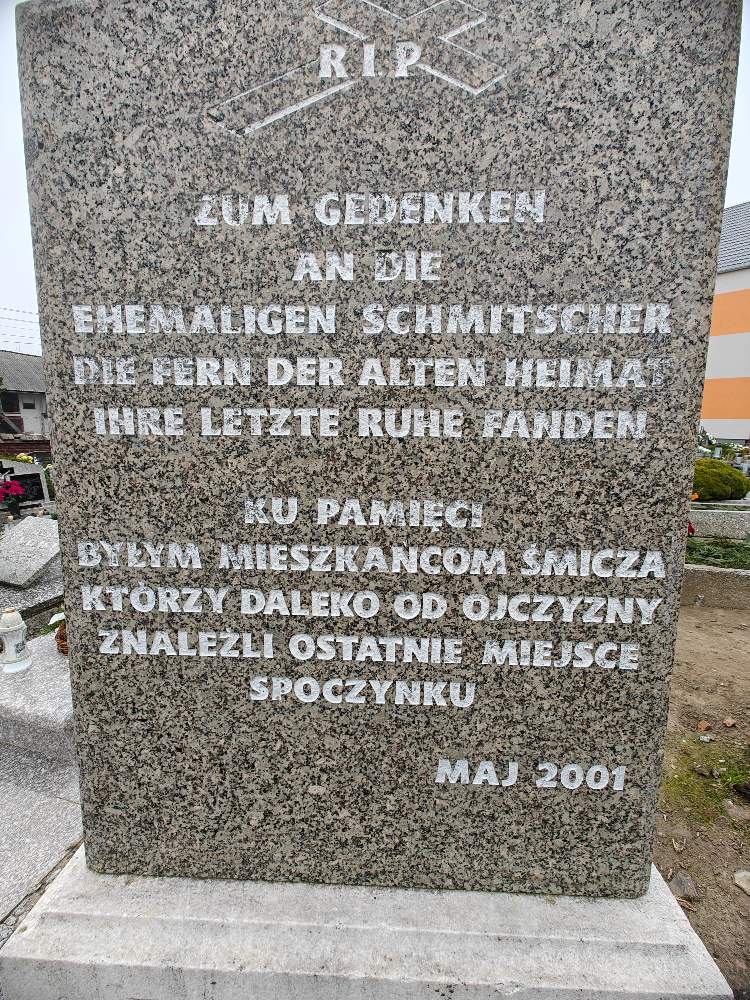 RIP
ZUM GEDENKEN
AN DIE
EHEMALIGEN SCHMITSCHER
DIE FERN DER ALTEN HEIMAT
IHRE LETZTE RUHE FANDEN
KU PAMIĘCI
BYŁYM MIESZKAŃCOM ŚMICZA
KTÓRZY DALEKO OD OJCZYZNY
ZNALEŹLI OSTATNIE MIEJSCE
SPOCZYNKU
MAJ 2001